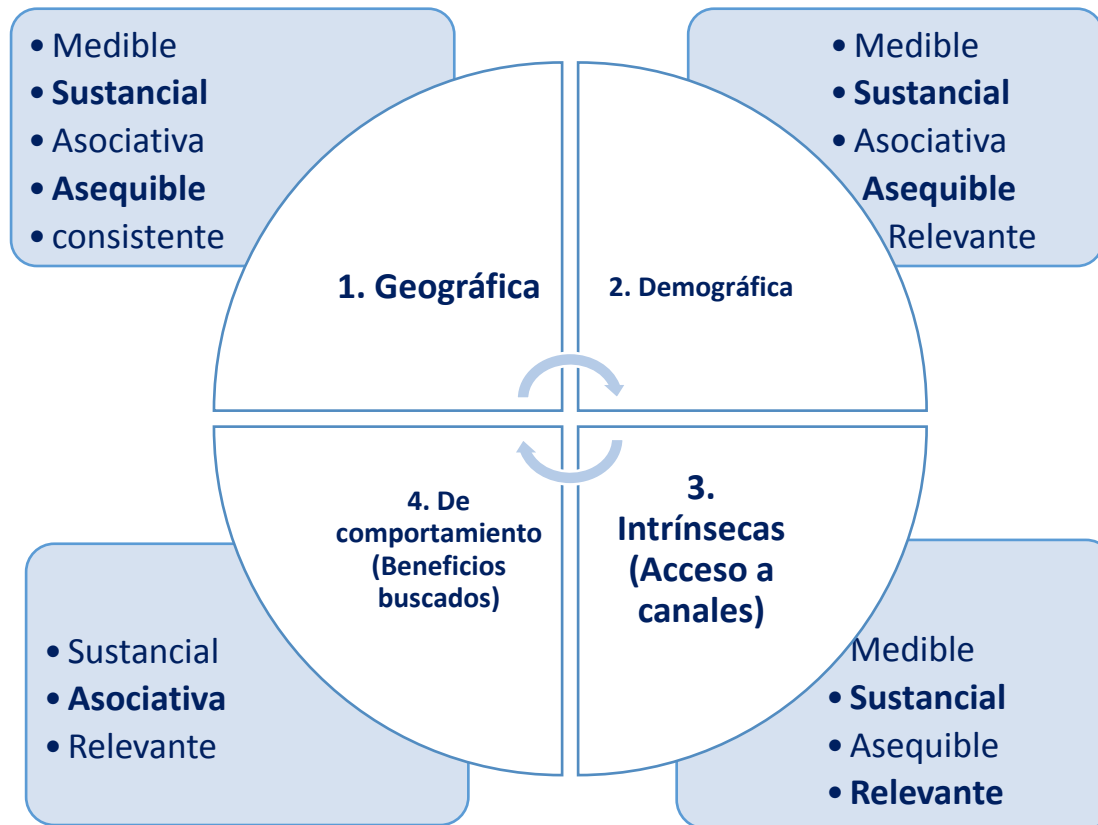 • Medible
• Sustancial
• Asociativa
• Asequible
• consistente
• Medible
• Sustancial
• Asociativa
Asequible
Relevante
1. Geográfica
2. Demográfica
4. De
comportamiento
(Beneficios
buscados)
3.
Intrínsecas
(Acceso a
canales)
• Sustancial
• Asociativa
• Relevante
Medible
• Sustancial
• Asequible
• Relevante